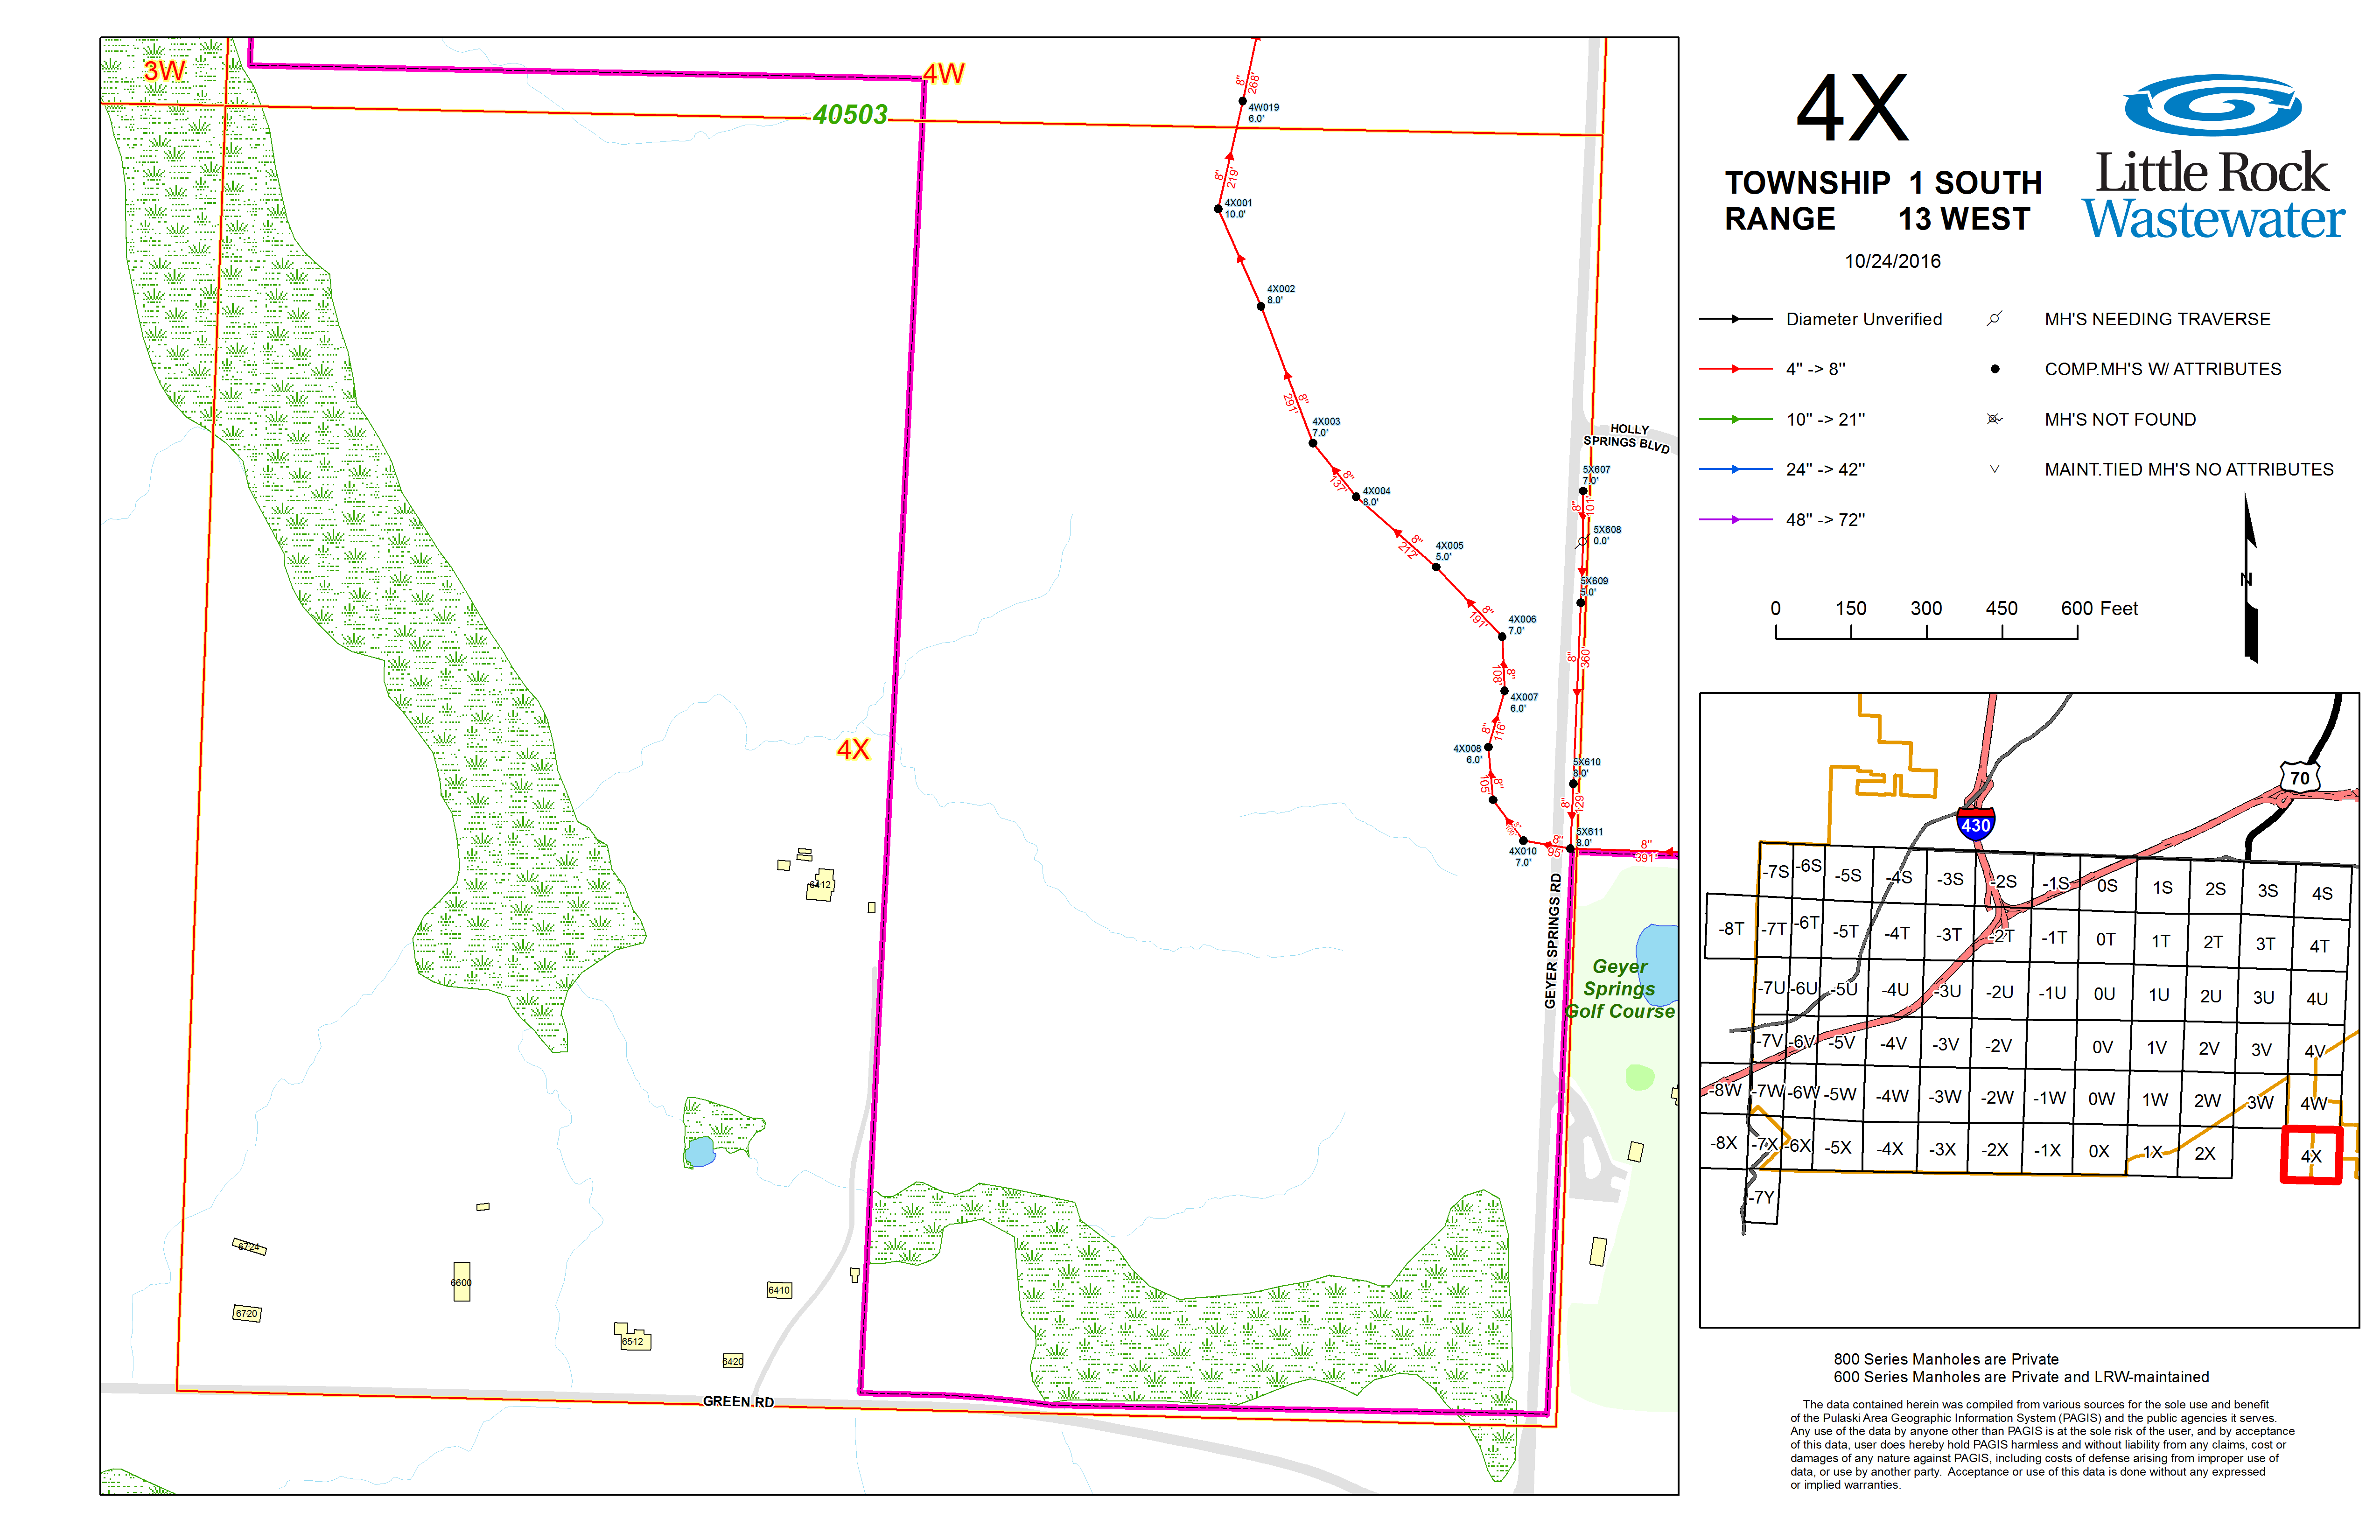 3W
4W
40503
8"
268'
4W019
6.0'
8"
219'
4X001
10.0'
4X002
8.0'
8"
291'
4X003
7.0'
8"
137'
4X004
8.0'
8"
212'
4X005
5.0'
8"
191'
4X006
7.0'
8"
108'
4X007
6.0'
8"
116'
4X008
6.0'
8"
105'
8"
4X010
7.0'
8"
95'
HOLLY
SPRINGS BLVD
5X607
7.0'
8"
101'
5X608
0.0'
5X609
8"
360'
5X610
8"
129'
5X611
8.0'
8"
391'
4X
6412
GEYER SPRINGS RD
Geyer
Springs
Golf Course
6724
6720
6600
6512
6410
6420
GREEN RD
4X
TOWNSHIP 1 SOUTH
RANGE 13 WEST
10/24/2016
Little Rock
Wastewater
Diameter Unverified
MH'S NEEDING TRAVERSE
4" -> 8"
COMP.MH'S W/ ATTRIBUTES
10" -> 21"
MH'S NOT FOUND
24" -> 42"
MAINT.TIED MH'S NO ATTRIBUTES
48" -> 72"
N
0 150 300 450 600 Feet
70
430
-7S -6S -5S -4S -3S -2S -1S 0S 1S 2S 3S 4S
-8T -7T -6T -5T -4T -3T -2T -1T 0T 1T 2T 3T 4T
-7U -6U -5U -4U -3U -2U -1U 0U 1U 2U 3U 4U
-7V -6V -5V -4V -3V -2V 0V 1V 2V 3V 4V
-8W -7W -6W -5W -4W -3W -2W -1W 0W 1W 2W 3W 4W
-8X -7X -6X -5X -4X -3X -2X -1X 0X 1X 2X 4X
-7Y
800 Series Manholes are Private
600 Series Manholes are Private and LRW-maintained
The data contained herein was compiled from various sources for the sole use and benefit
of the Pulaski Area Geographic Information System (PAGIS) and the public agencies it serves.
Any use of the data by anyone other than PAGIS is at the sole risk of the user, and by acceptance
of this data, user does hereby hold PAGIS harmless and without liability from any claims, cost or
damages of any nature against PAGIS, including costs of defense arising from improper use of
data, or use by another party. Acceptance or use of this data is done without any expressed
or implied warranties.